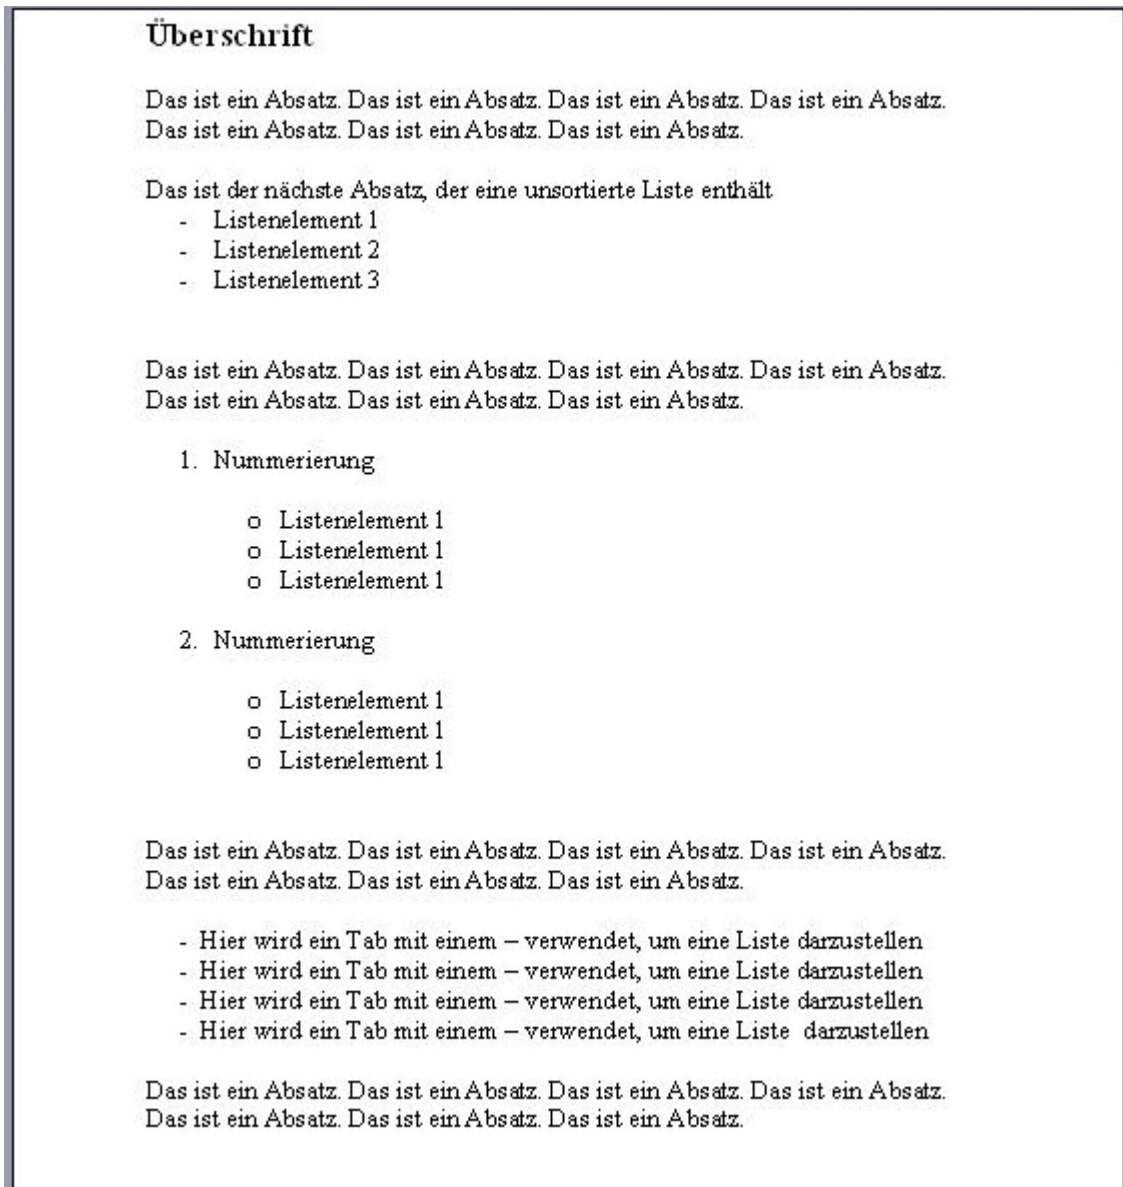 Überschrift
Das ist ein Absatz. Das ist ein Absatz. Das ist ein Absatz. Das ist ein Absatz.
Das ist ein Absatz. Das ist ein Absatz. Das ist ein Absatz.
Das ist der nächste Absatz, der eine unsortierte Liste enthält
- Listenelement 1
- Listenelement 2
- Listenelement 3
Das ist ein Absatz. Das ist ein Absatz. Das ist ein Absatz. Das ist ein Absatz.
Das ist ein Absatz. Das ist ein Absatz. Das ist ein Absatz.
1. Nummerierung
o Listenelement 1
o Listenelement 1
o Listenelement 1
2. Nummerierung
o Listenelement 1
o Listenelement 1
o Listenelement 1
Das ist ein Absatz. Das ist ein Absatz. Das ist ein Absatz. Das ist ein Absatz.
Das ist ein Absatz. Das ist ein Absatz. Das ist ein Absatz.
- Hier wird ein Tab mit einem – verwendet, um eine Liste darzustellen
- Hier wird ein Tab mit einem – verwendet, um eine Liste darzustellen
- Hier wird ein Tab mit einem – verwendet, um eine Liste darzustellen
- Hier wird ein Tab mit einem – verwendet, um eine Liste  darzustellen
Das ist ein Absatz. Das ist ein Absatz. Das ist ein Absatz. Das ist ein Absatz.
Das ist ein Absatz. Das ist ein Absatz. Das ist ein Absatz.